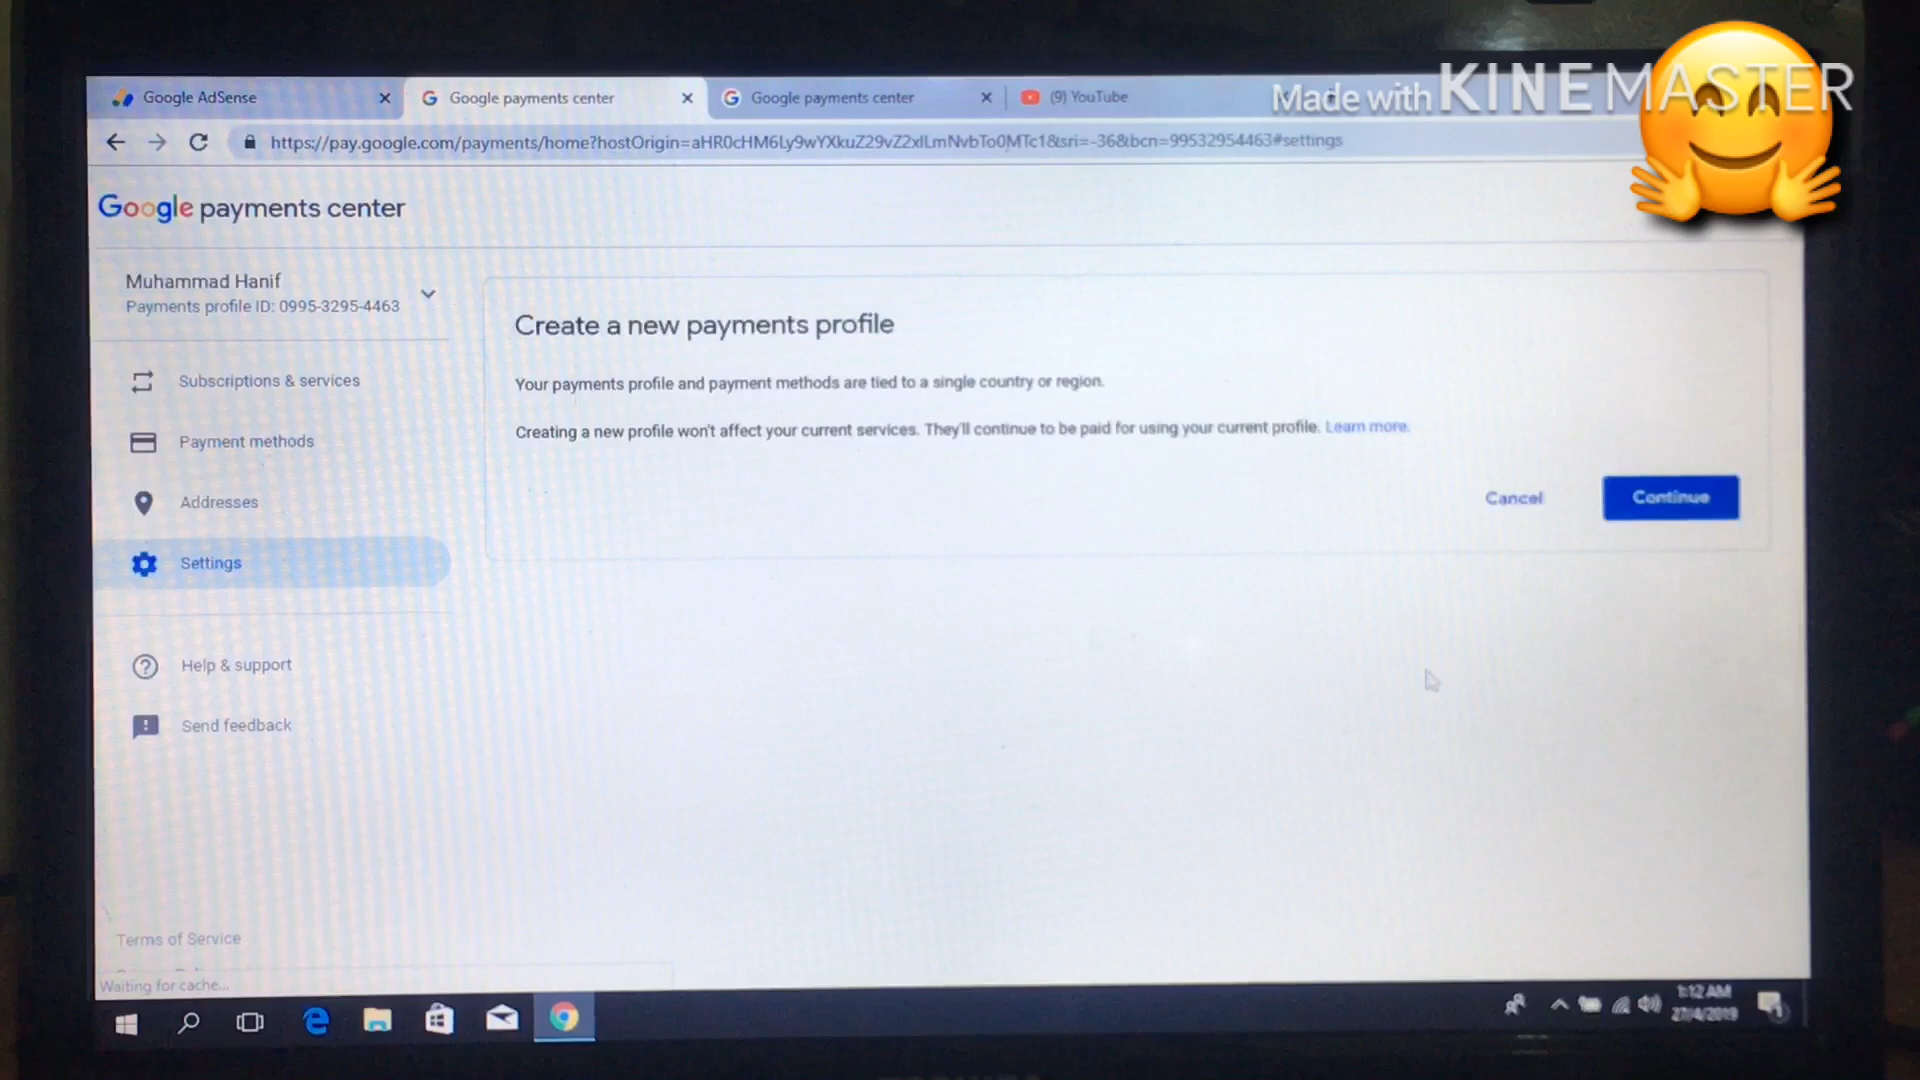 Made with KINEMASTER
Google AdSense
Google payments center
Google payments center
(9) YouTube
https://pay.google.com/payments/home?hostOrigin=aHR0cHM6Ly9wYXkuZ29vZ2xlLmNvbTo0MTc1&sri=-36&bcn=99532954463#settings
Google payments center
Muhammad Hanif
Payments profile ID: 0995-3295-4463
Create a new payments profile
Your payments profile and payment methods are tied to a single country or region.
Creating a new profile won't affect your current services. They'll continue to be paid for using your current profile. Learn more.
Cancel
Continue
Subscriptions & services
Payment methods
Addresses
Settings
Help & support
Send feedback
Terms of Service
Waiting for cache...
1:12 AM
27/4/2019